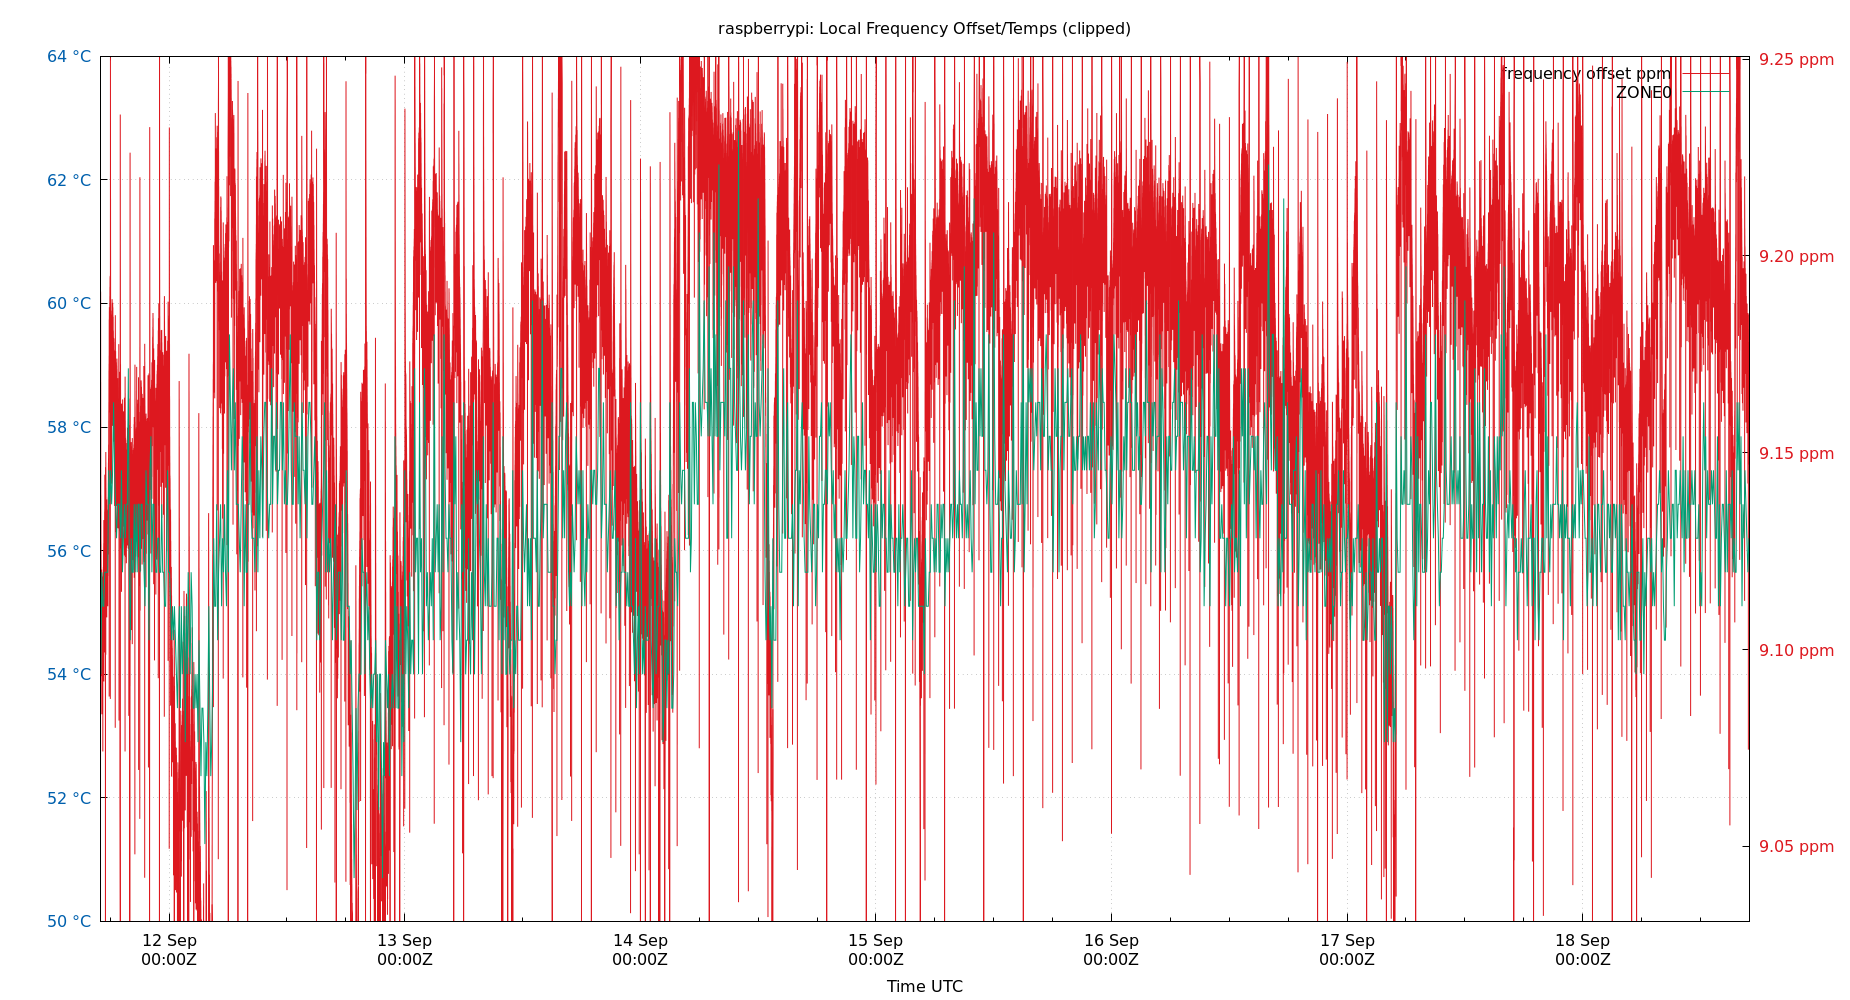 raspberrypi: Local Frequency Offset/Temps (clipped)
64 °C
62 °C
60 °C
58 °C
56 °C
54 °C
52 °C
50 °C
9.25 ppm
9.20 ppm
9.15 ppm
9.10 ppm
9.05 ppm
frequency offset ppm
ZONE0
12 Sep
00:00Z
13 Sep
00:00Z
14 Sep
00:00Z
15 Sep
00:00Z
16 Sep
00:00Z
17 Sep
00:00Z
18 Sep
00:00Z
Time UTC